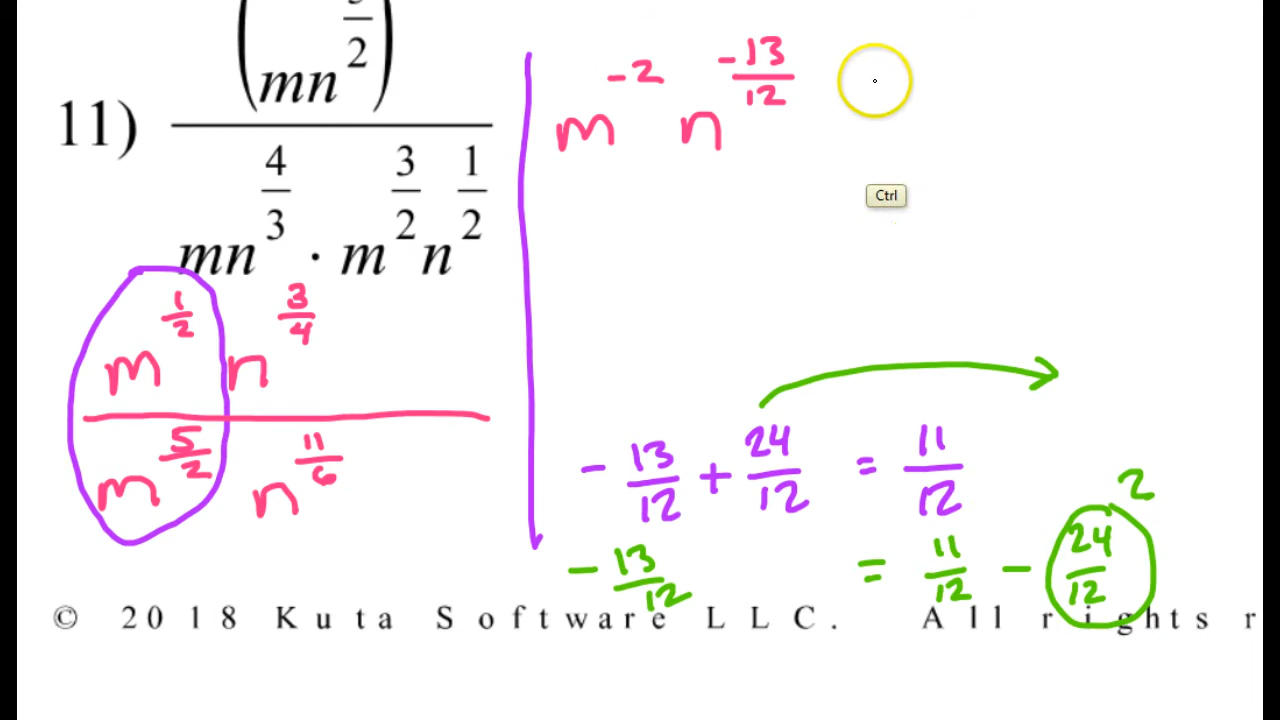 (mn^{3/2})
11) —————
mn^{4/3} · m^{3/2} n^{1/2}
m^{1/2} n^{3/4}
—————
m^{5/2} n^{11/6}
m^{-2} n^{-13/12}
Ctrl
- 13/12 + 24/12 = 11/12
2
- 13/12 = 11/12 - 24/12
© 2018 Kuta Software LLC. All rights r